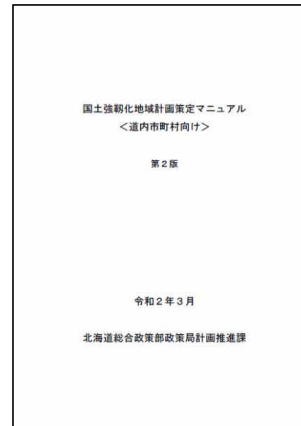 国土強靱化地域計画策定マニュアル
＜道内市町村向け＞
第２版
令和２年３月
北海道総合政策部政策局計画推進課